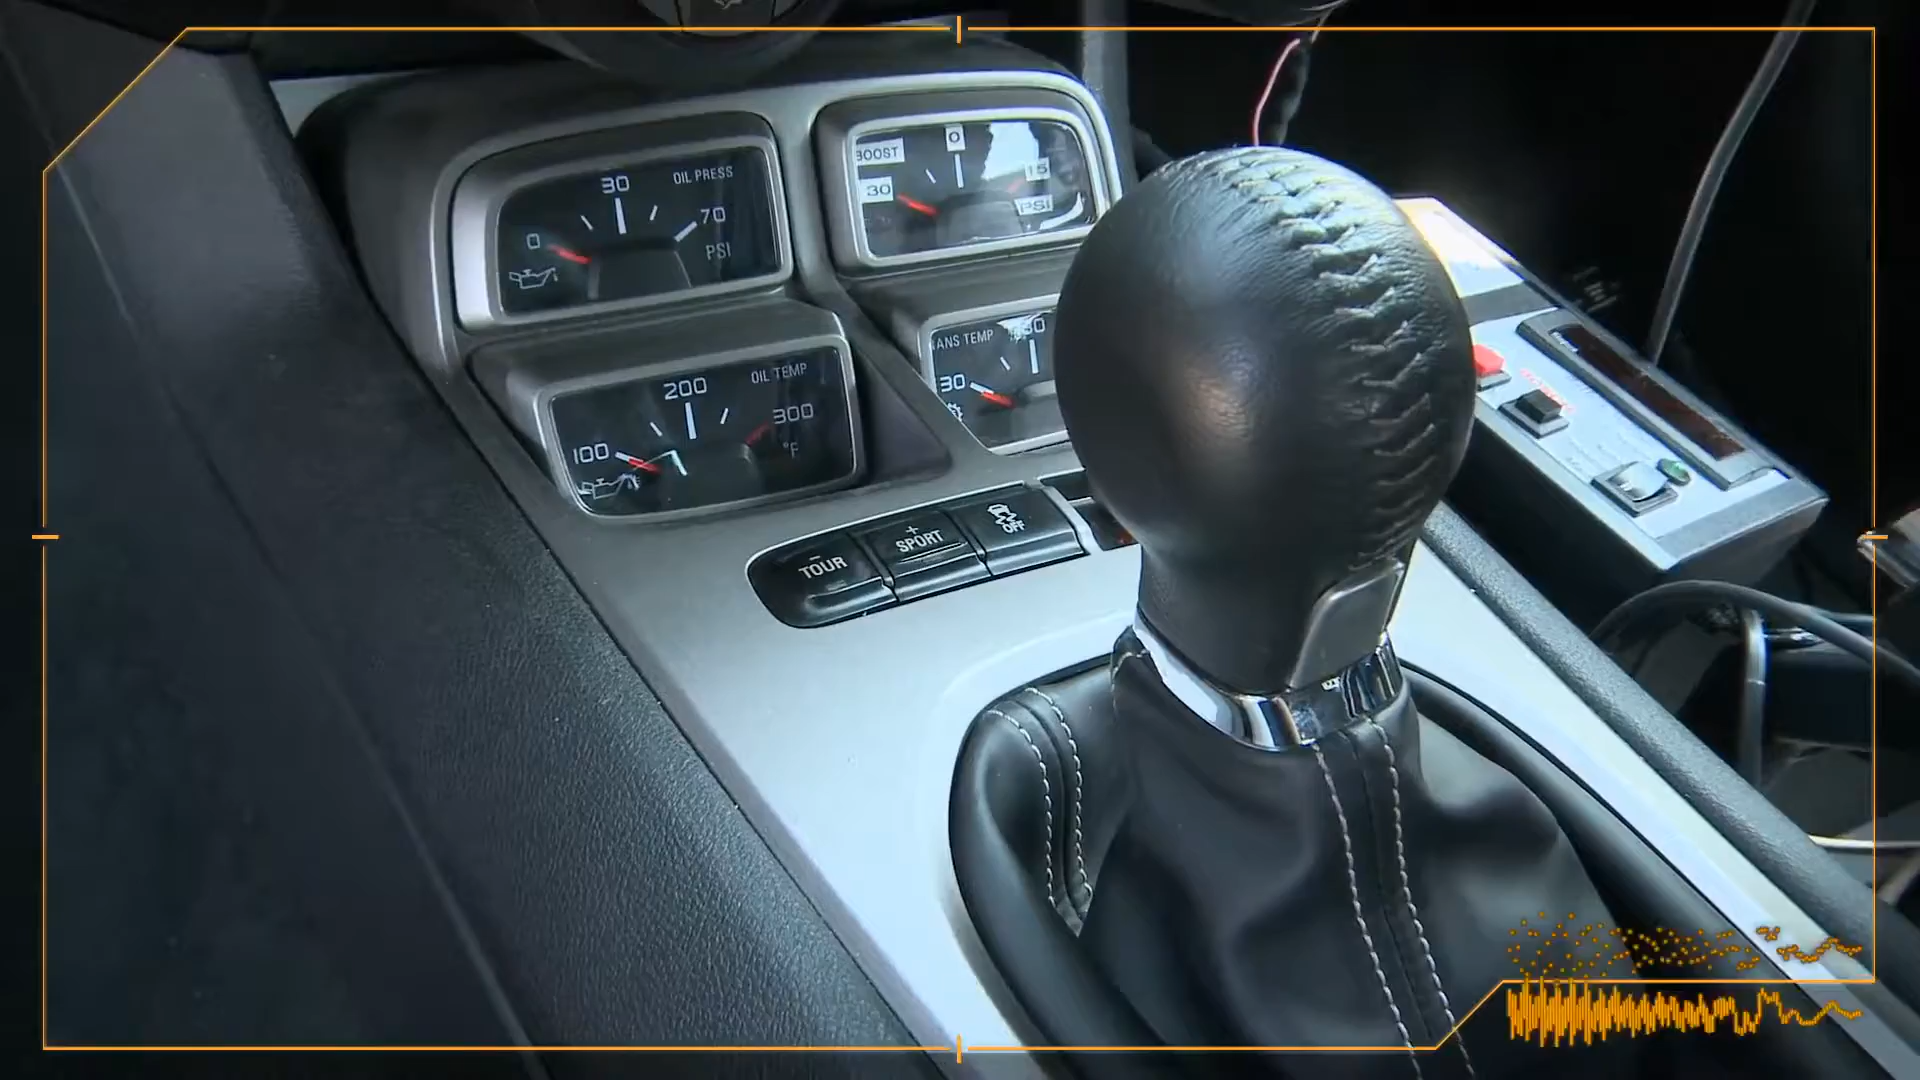 30 OIL PRESS
0 70
PSI
BOOST 0
30 15
PSI
200 OIL TEMP
100 300
°F
TEMP
30
TOUR
+
SPORT
OFF